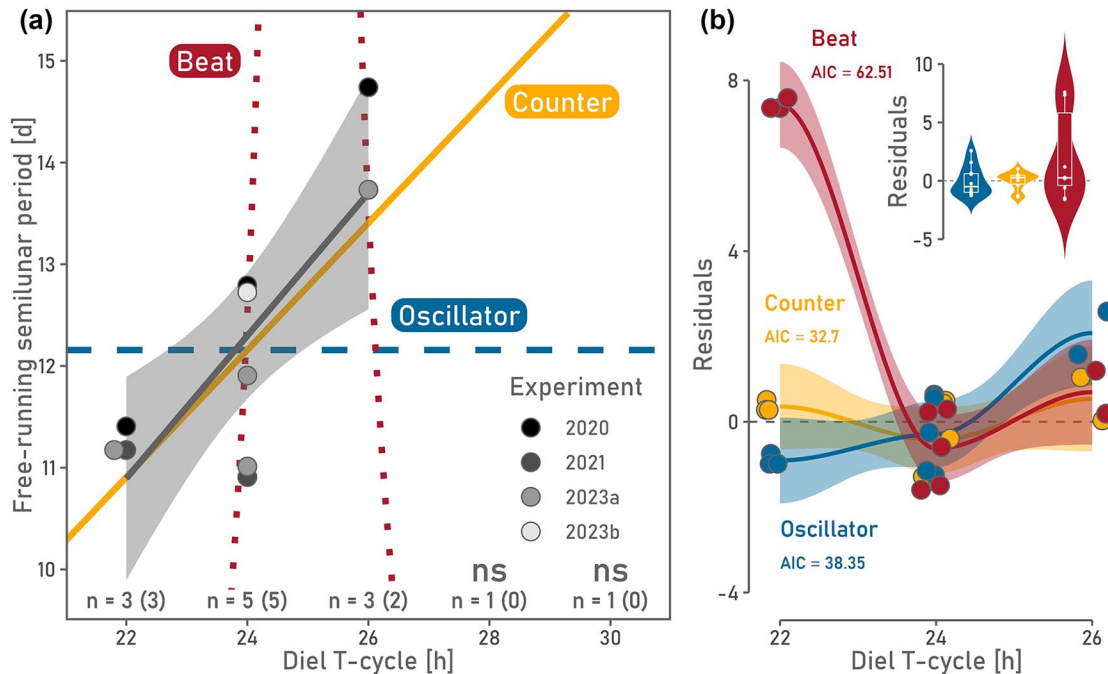 (a)
Free-running semilunar period [d]
15
14
13
12
11
10
Beat
Counter
Oscillator
Experiment
2020
2021
2023a
2023b
ns
ns
n = 3 (3)
n = 5 (5)
n = 3 (2)
n = 1 (0)
n = 1 (0)
22
24
26
28
30
Diel T-cycle [h]
(b)
Residuals
8
4
0
-4
Beat
AIC = 62.51
Counter
AIC = 32.7
Oscillator
AIC = 38.35
Residuals
10
5
0
-5
22
24
26
Diel T-cycle [h]